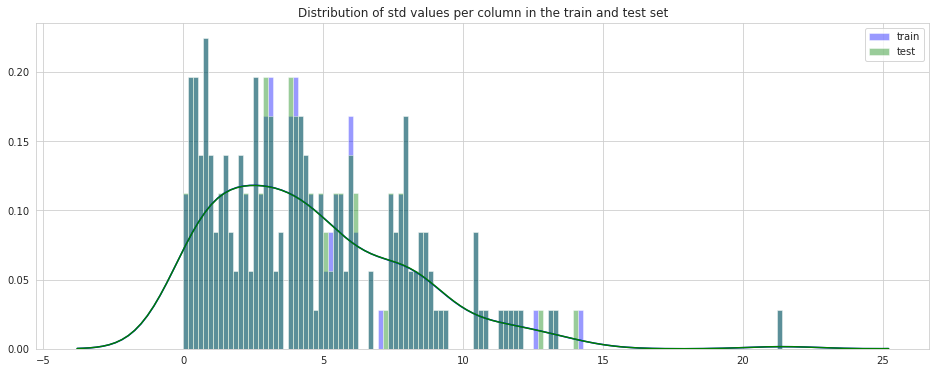 Distribution of std values per column in the train and test set
train
test
0.20
0.15
0.10
0.05
0.00
−5 0 5 10 15 20 25